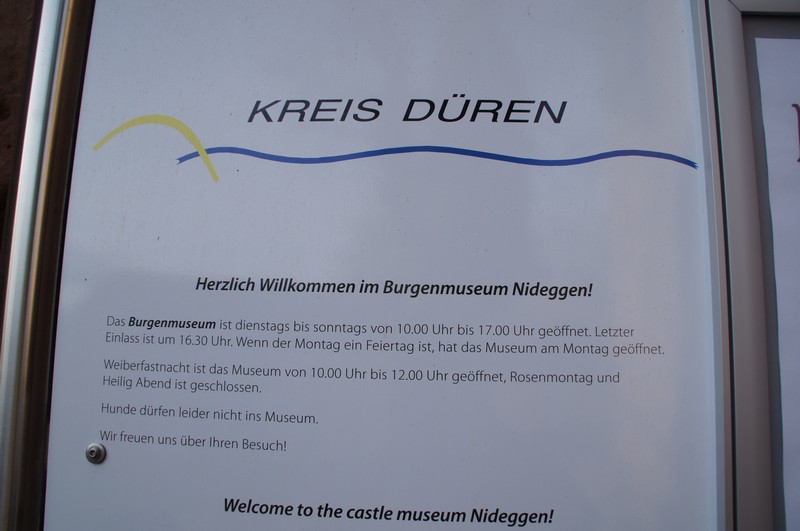 KREIS DÜREN
Herzlich Willkommen im Burgenmuseum Nideggen!
Das Burgenmuseum ist dienstags bis sonntags von 10.00 Uhr bis 17.00 Uhr geöffnet. Letzter
Einlass ist um 16.30 Uhr. Wenn der Montag ein Feiertag ist, hat das Museum am Montag geöffnet.
Weiberfastnacht ist das Museum von 10.00 Uhr bis 12.00 Uhr geöffnet, Rosenmontag und
Heilig Abend ist geschlossen.
Hunde dürfen leider nicht ins Museum.
Wir freuen uns über Ihren Besuch!
Welcome to the castle museum Nideggen!